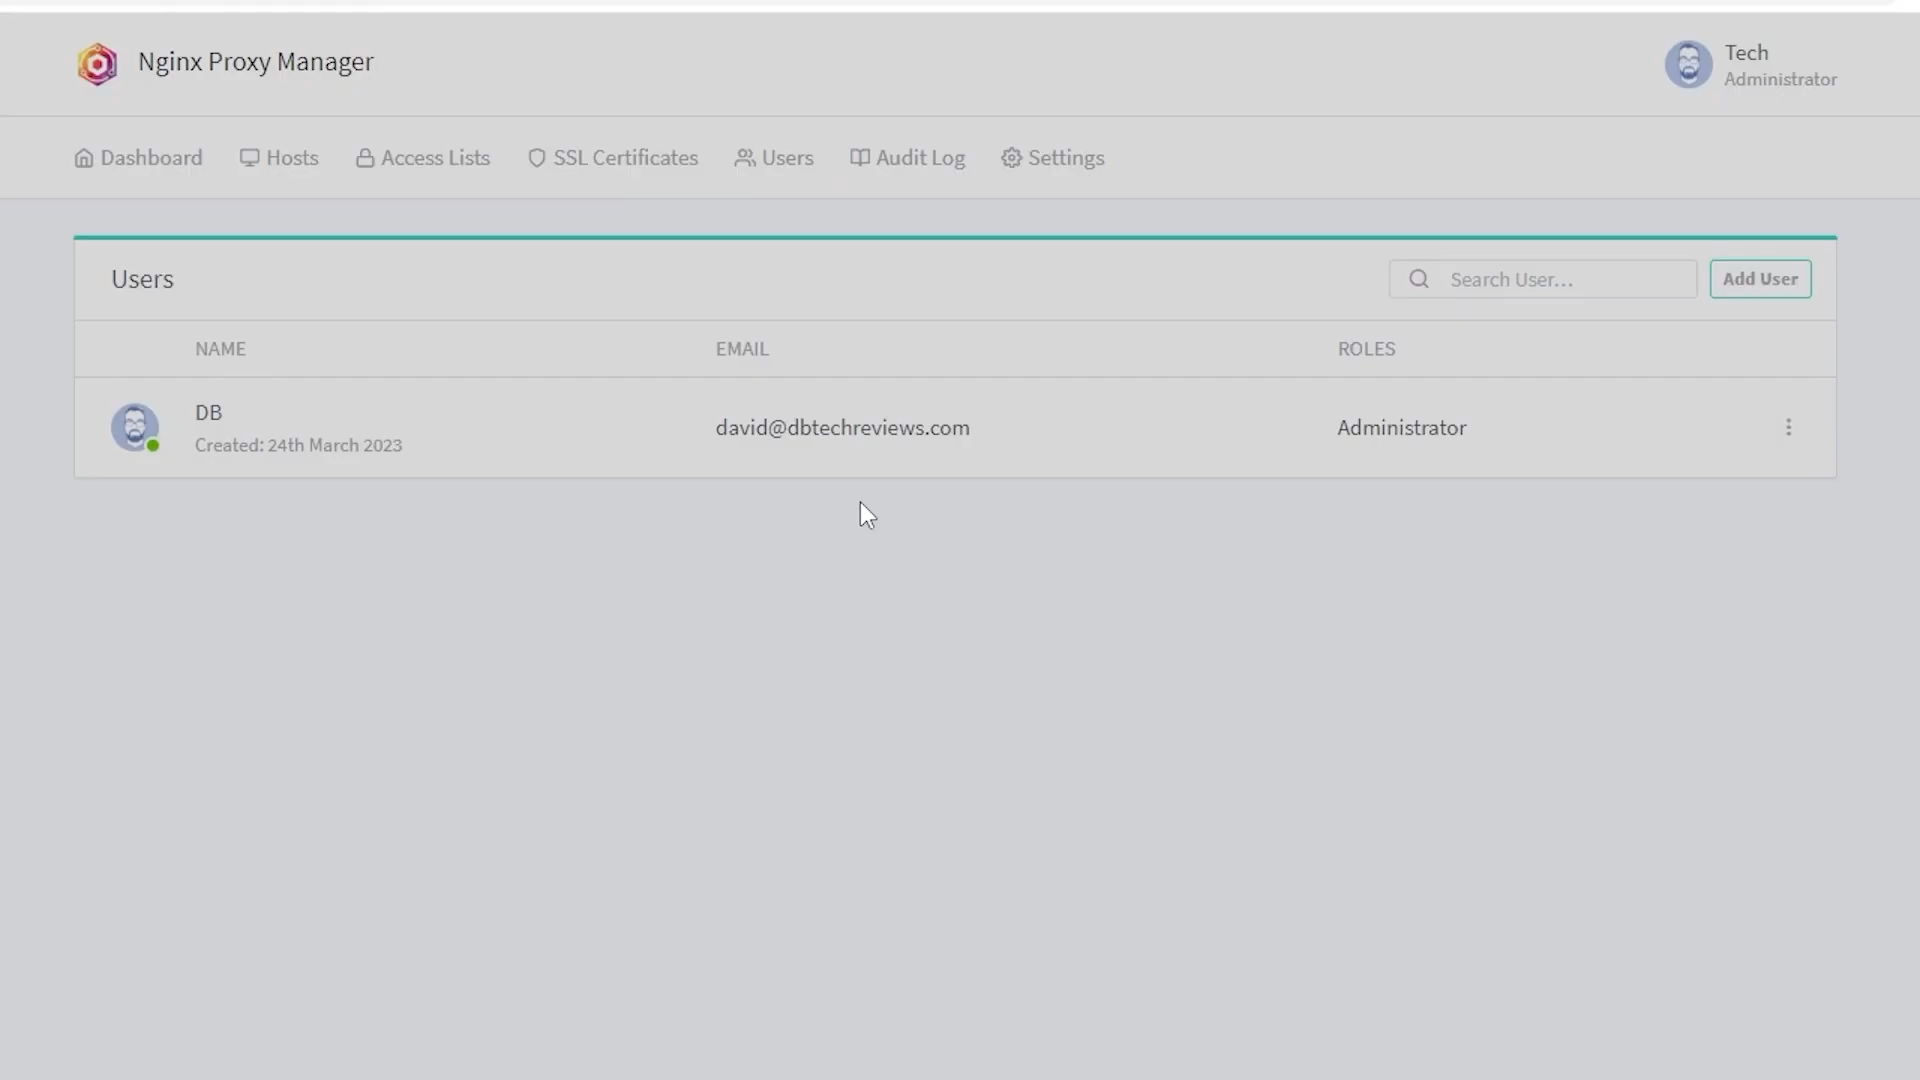 Nginx Proxy Manager
Tech
Administrator
Dashboard Hosts Access Lists SSL Certificates Users Audit Log Settings
Users
Search User...
Add User
NAME EMAIL ROLES
DB
Created: 24th March 2023
david@dbtechreviews.com
Administrator